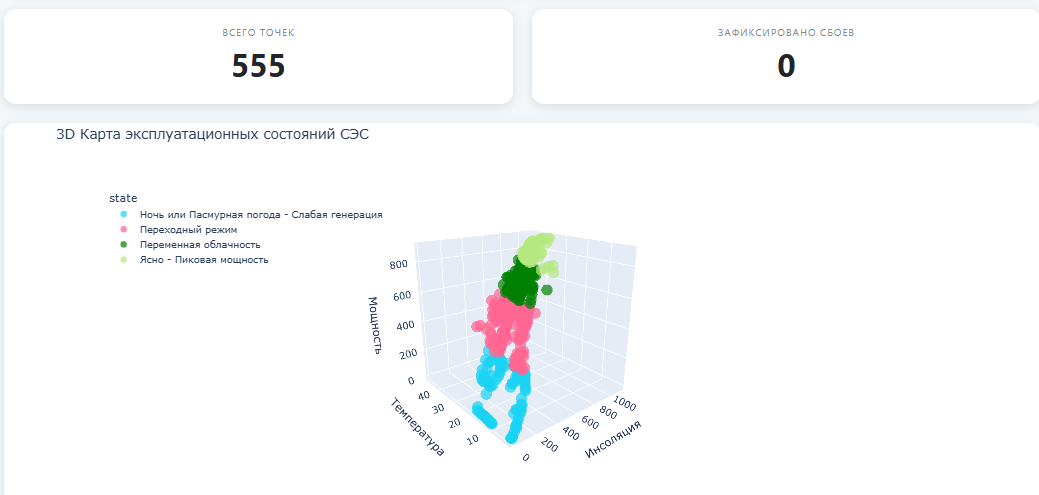 ВСЕГО ТОЧЕК
555
ЗАФИКСИРОВАНО СБОЕВ
0
3D Карта эксплуатационных состояний СЭС
state
Ночь или Пасмурная погода - Слабая генерация
Переходный режим
Переменная облачность
Ясно - Пиковая мощность
Мощность
800
600
400
200
0
Температура
40
30
20
10
Инсоляция
0
200
400
600
800
1000